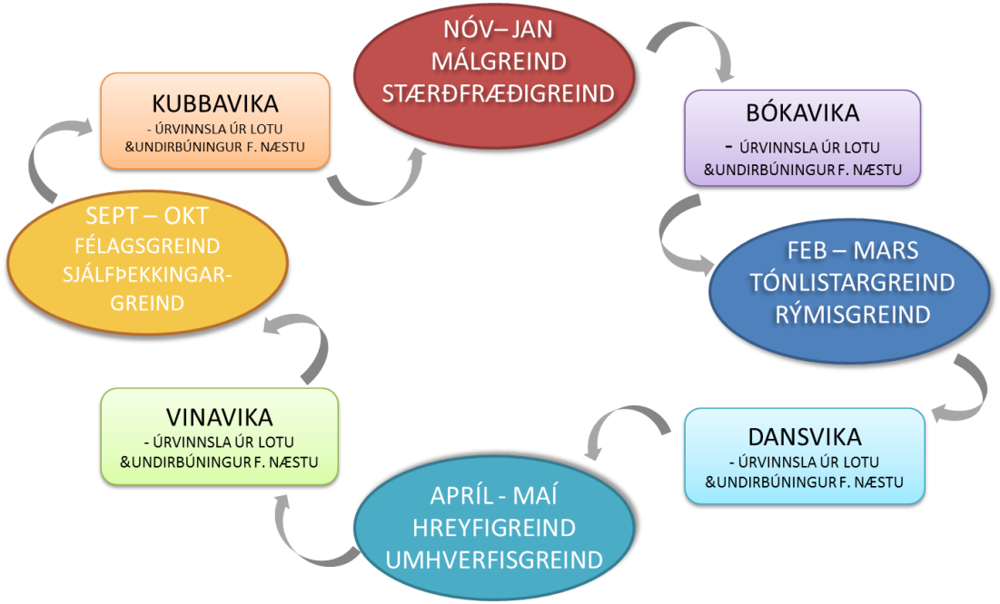 NÓV– JAN
MÁLGREIND
STÆRÐFRÆÐIGREIND
KUBBAVIKA
- ÚRVINNSLA ÚR LOTU
&UNDIRBÚNINGUR F. NÆSTU
BÓKAVIKA
- ÚRVINNSLA ÚR LOTU
&UNDIRBÚNINGUR F. NÆSTU
SEPT – OKT
FÉLAGSGREIND
SJÁLFÞEKKINGAR-
GREIND
FEB – MARS
TÓNLISTARGREIND
RÝMISGREIND
VINAVIKA
- ÚRVINNSLA ÚR LOTU
&UNDIRBÚNINGUR F. NÆSTU
DANSVIKA
- ÚRVINNSLA ÚR LOTU
&UNDIRBÚNINGUR F. NÆSTU
APRÍL - MAÍ
HREYFIGREIND
UMHVERFISGREIND